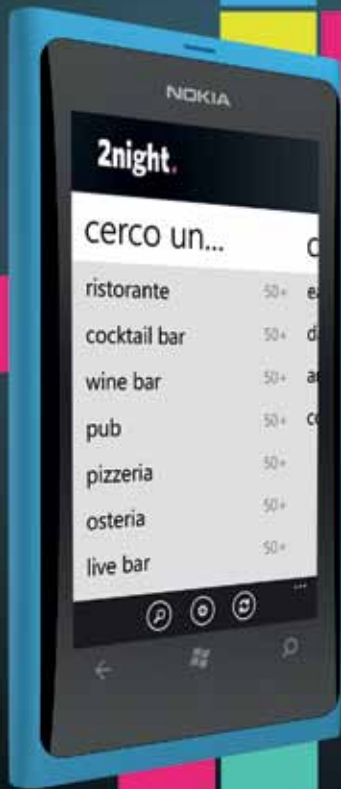 NOKIA
2night.
cerco un...
ristorante 50+
cocktail bar 50+
wine bar 50+
pub 50+
pizzeria 50+
osteria 50+
live bar 50+